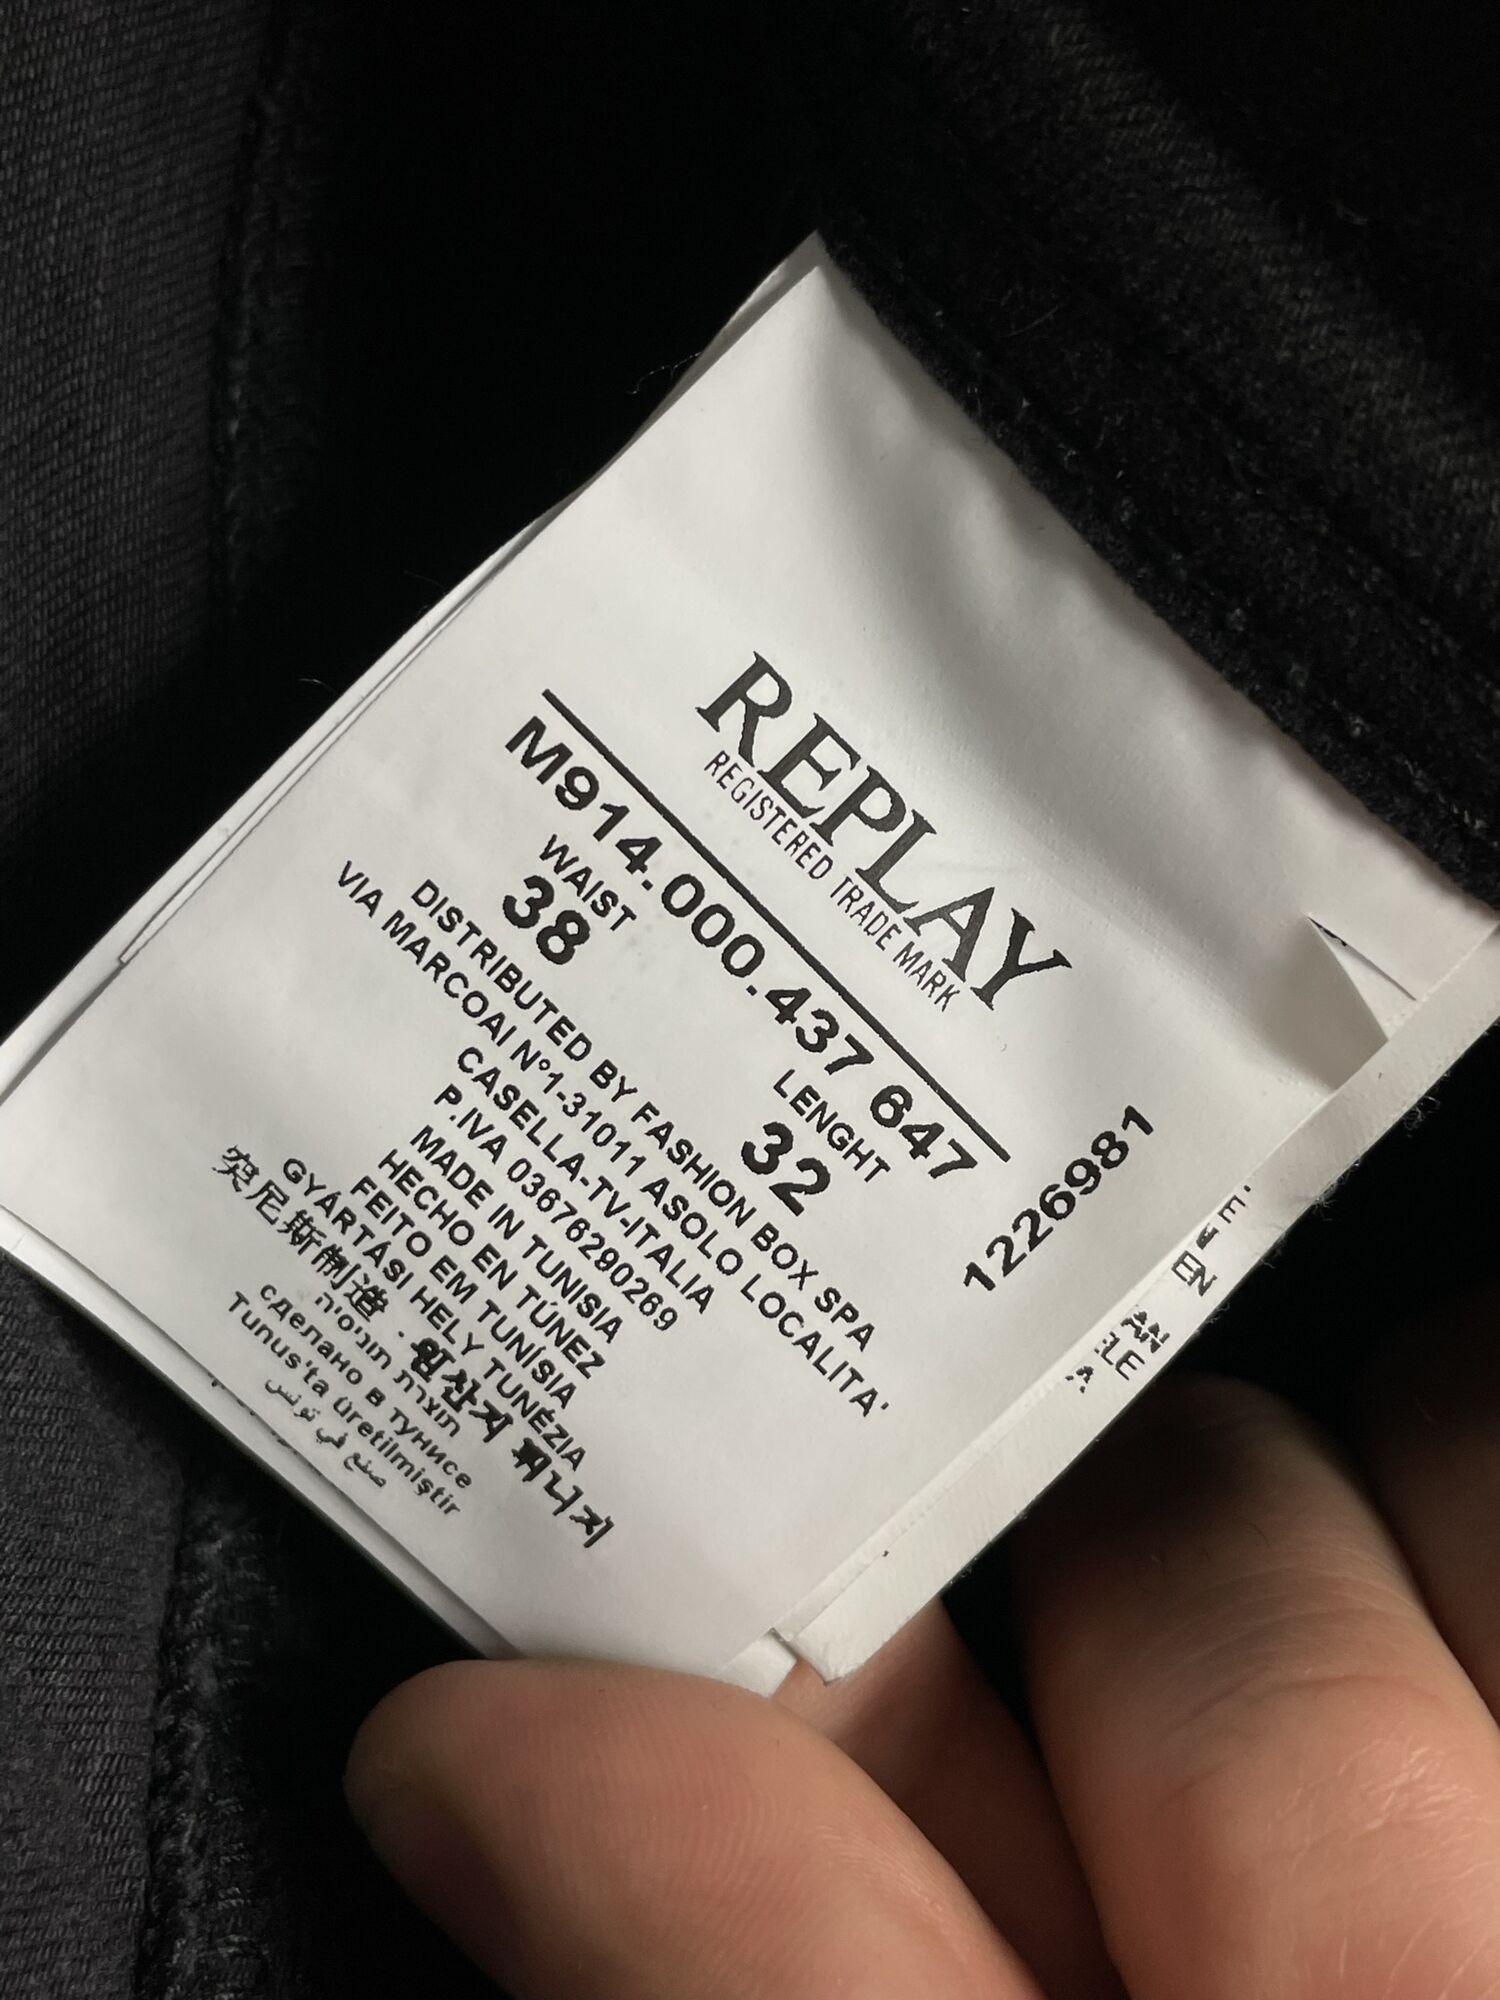 REPLAY
REGISTERED TRADE MARK
M914.000.437 647
WAIST LENGHT
38 32
DISTRIBUTED BY FASHION BOX SPA
VIA MARCOAI N°1-31011 ASOLO LOCALITA'
CASELLA-TV-ITALIA
P.IVA 03676290269
MADE IN TUNISIA
HECHO EN TÚNEZ
FEITO EM TUNÍSIA
GYÁRTÁSI HELY TUNÉZIA
突尼斯制造 · 원산지 튀니지
תוצרת תוניסיה
сделано в тунисе
Tunus'ta üretilmiştir
صنع في تونس
1226981